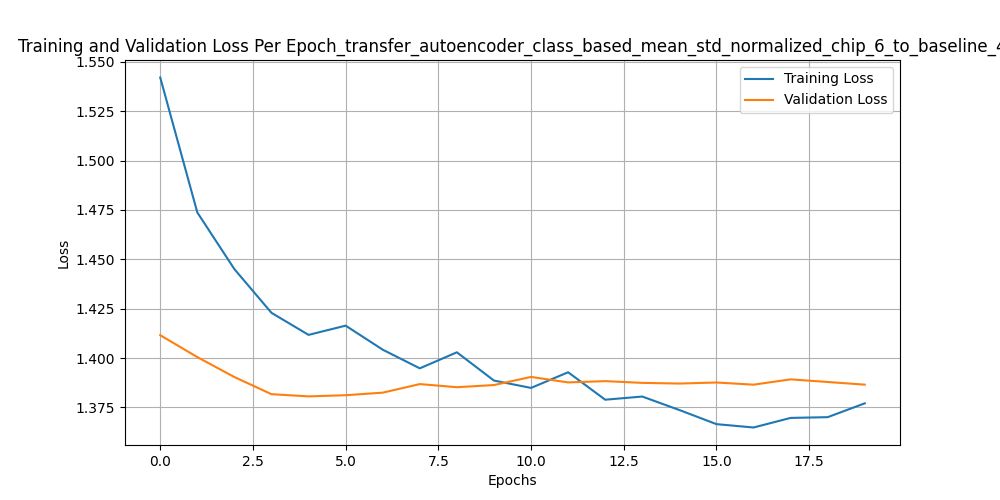 Training and Validation Loss Per Epoch_transfer_autoencoder_class_based_mean_std_normalized_chip_6_to_baseline_4
1.550
1.525
1.500
1.475
1.450
1.425
1.400
1.375
Loss
Training Loss
Validation Loss
0.0 2.5 5.0 7.5 10.0 12.5 15.0 17.5
Epochs